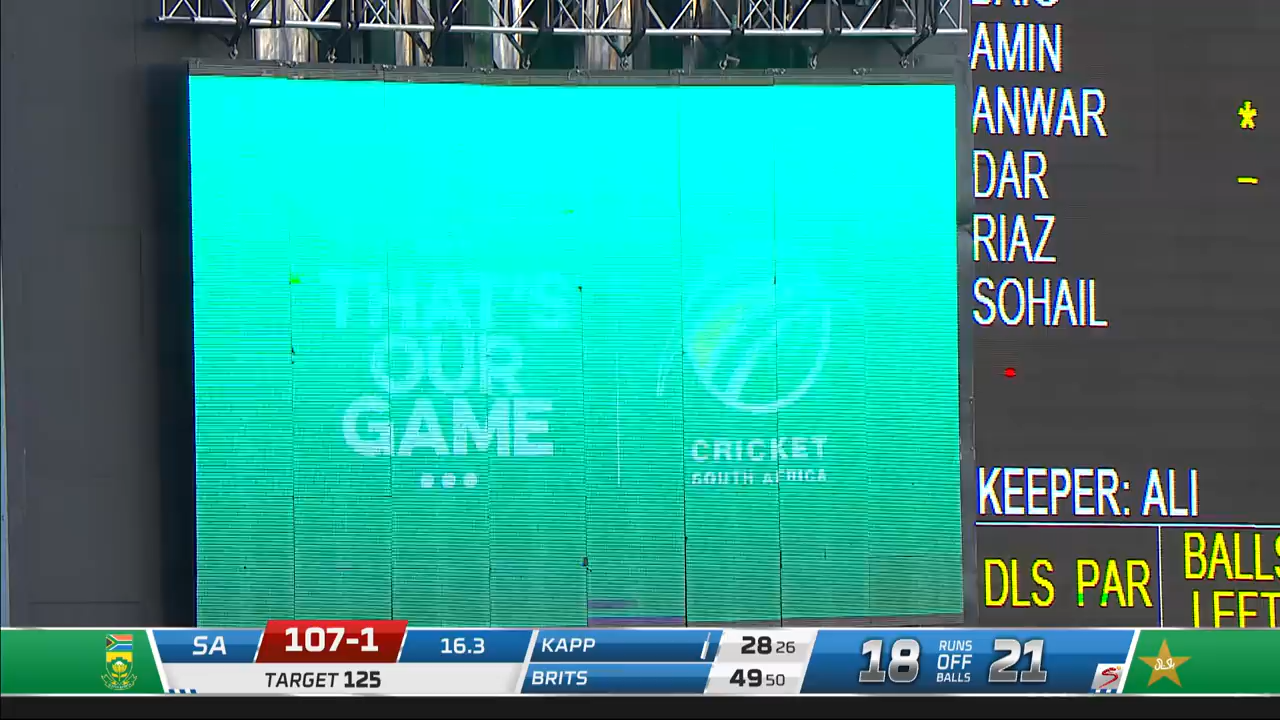 AMIN
ANWAR *
DAR -
RIAZ
SOHAIL
THAT'S
OUR
GAME
CRICKET
SOUTH AFRICA
KEEPER: ALI
DLS PAR
BALLS
LEFT
SA 107-1 16.3
TARGET 125
KAPP 28 26
BRITS 49 50
18 RUNS OFF BALLS 21
S